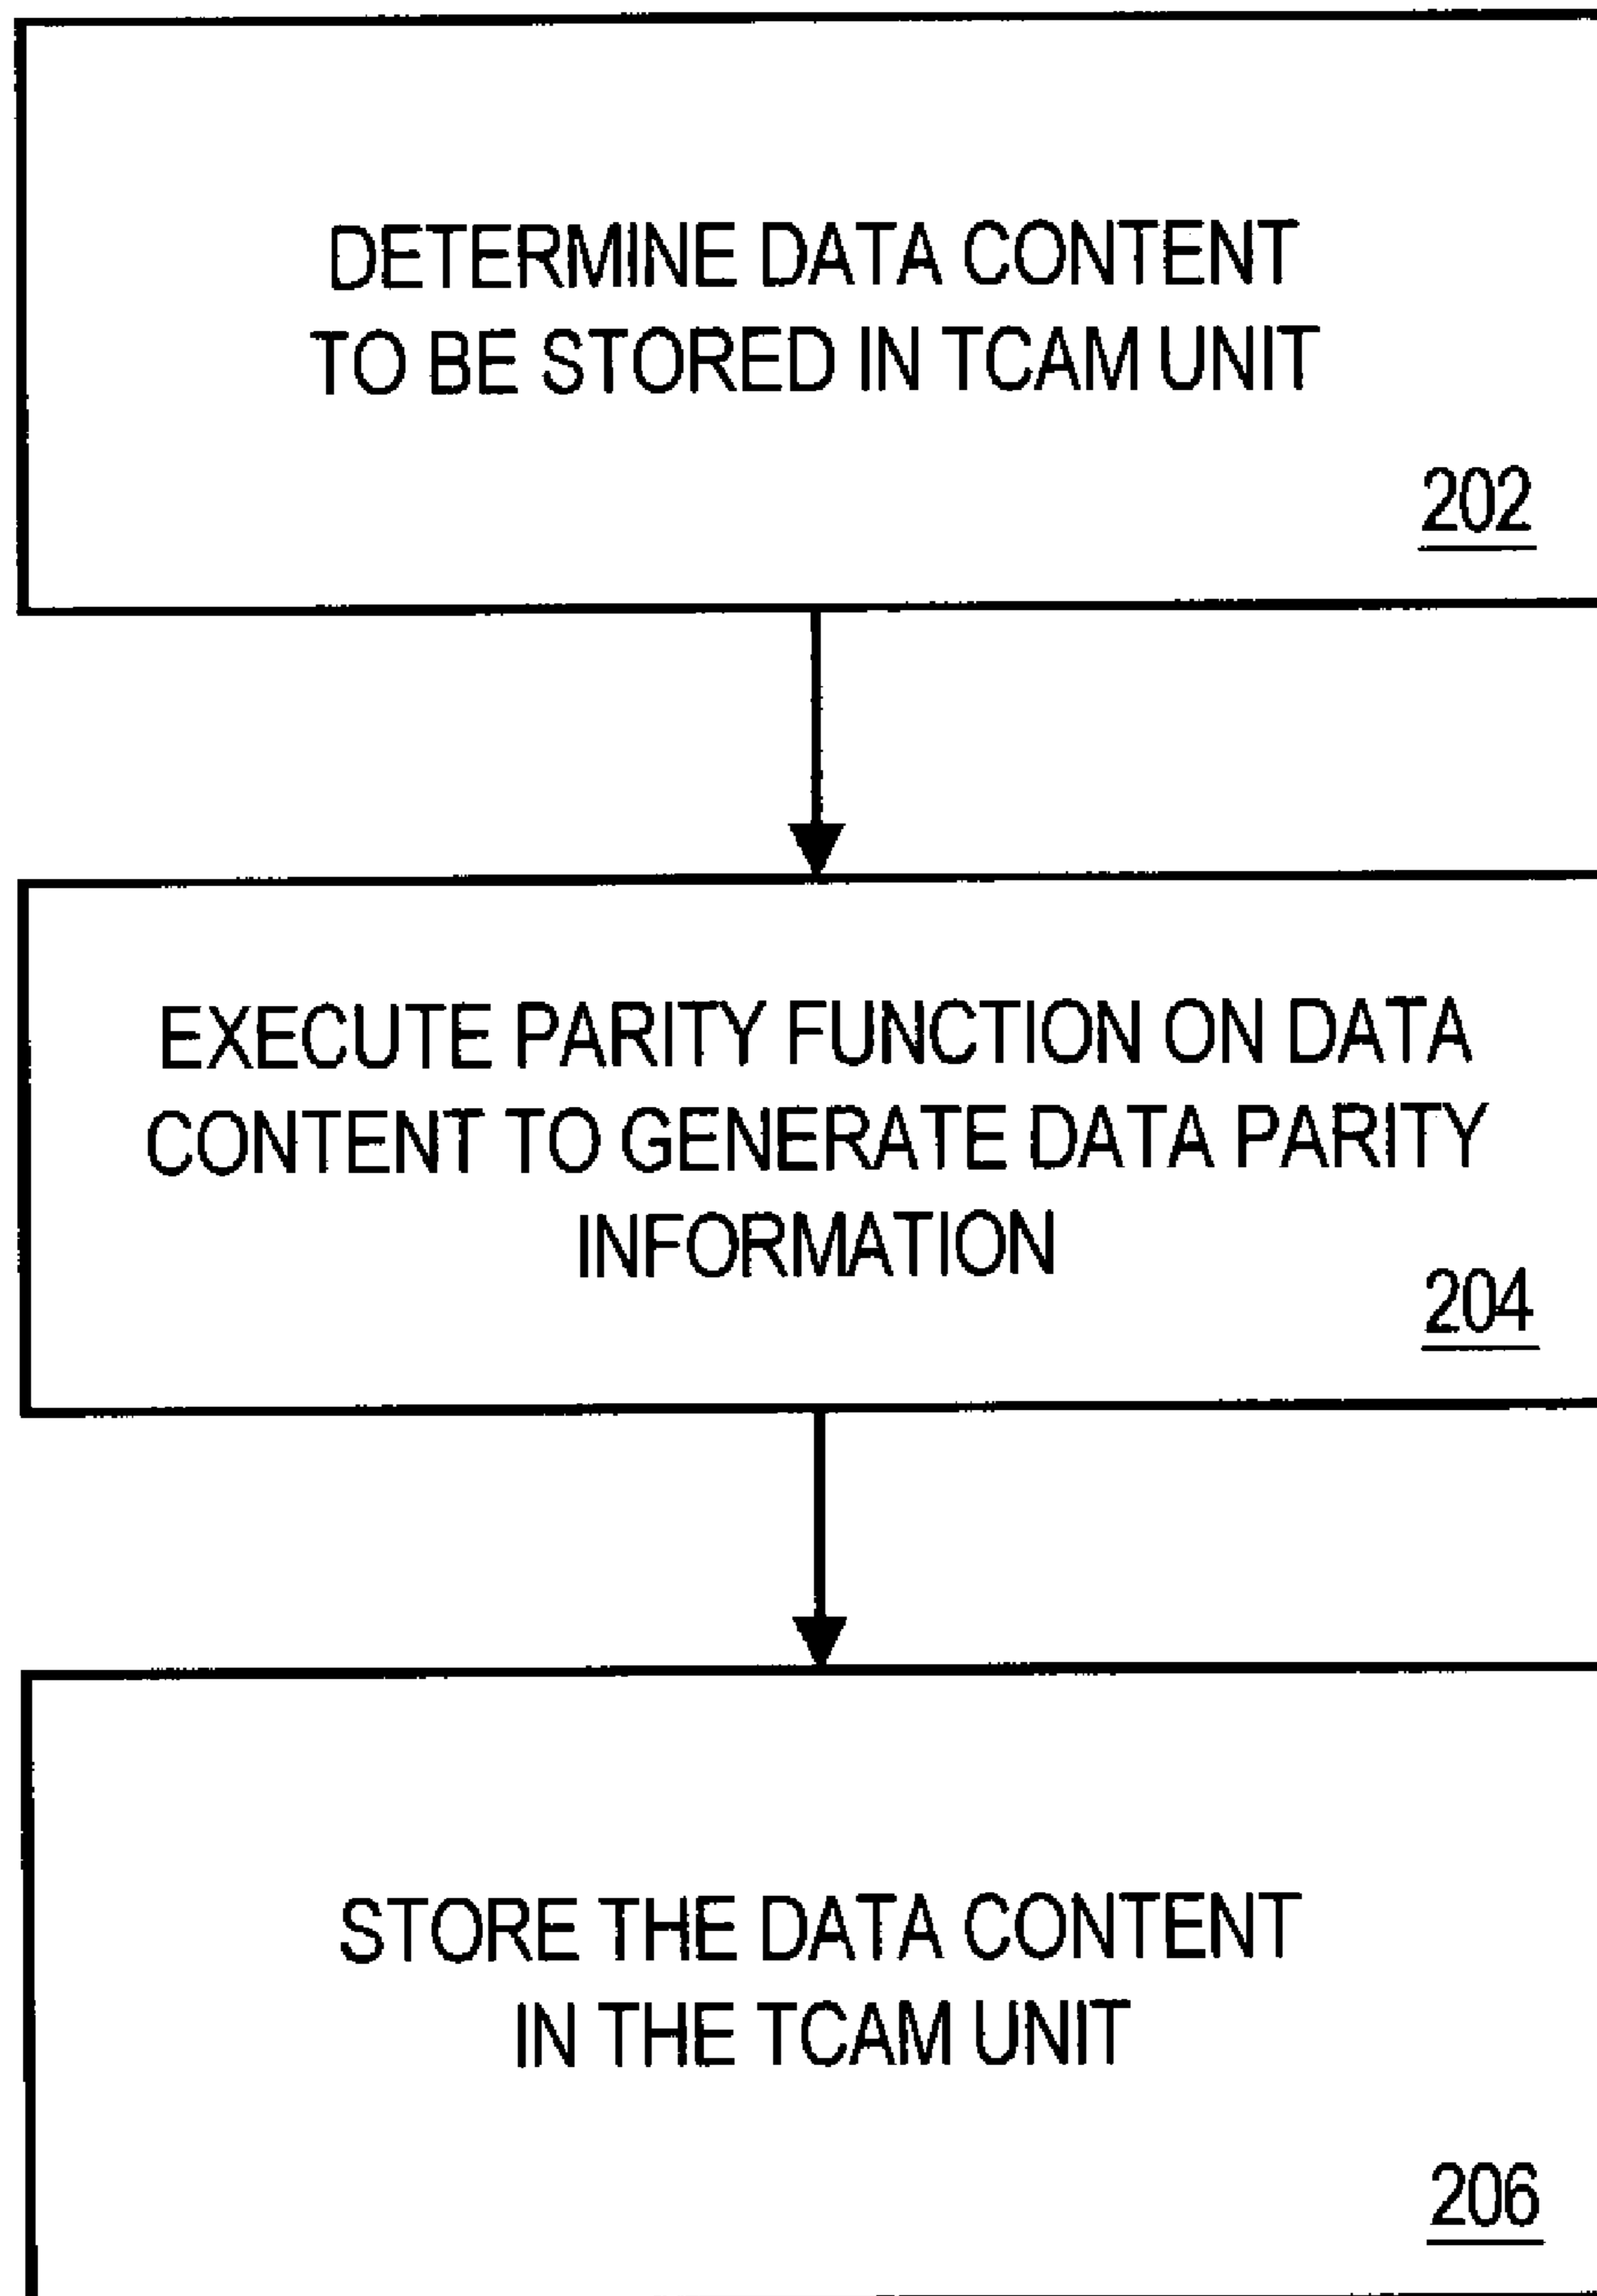 DETERMINE DATA CONTENT
TO BE STORED IN TCAM UNIT
202
EXECUTE PARITY FUNCTION ON DATA
CONTENT TO GENERATE DATA PARITY
INFORMATION
204
STORE THE DATA CONTENT
IN THE TCAM UNIT
206